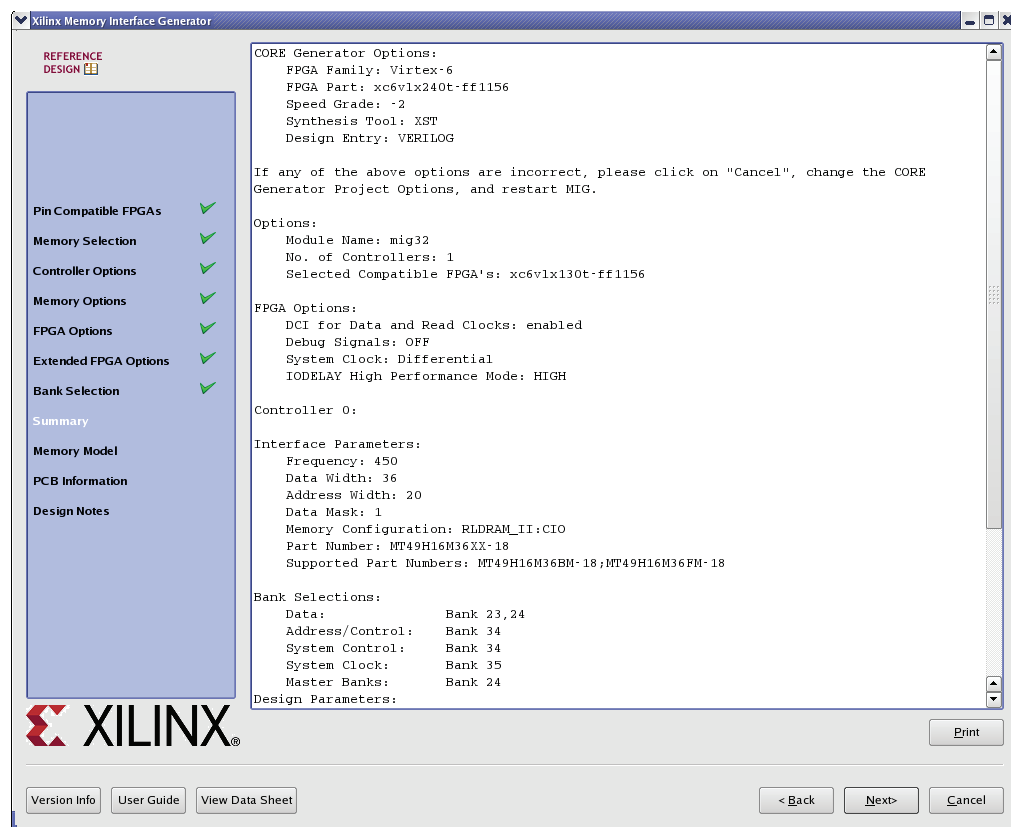 Xilinx Memory Interface Generator
REFERENCE
DESIGN
Pin Compatible FPGAs
Memory Selection
Controller Options
Memory Options
FPGA Options
Extended FPGA Options
Bank Selection
Summary
Memory Model
PCB Information
Design Notes
CORE Generator Options:
FPGA Family: Virtex-6
FPGA Part: xc6vlx240t-ff1156
Speed Grade: -2
Synthesis Tool: XST
Design Entry: VERILOG
If any of the above options are incorrect, please click on "Cancel", change the CORE
Generator Project Options, and restart MIG.
Options:
Module Name: mig32
No. of Controllers: 1
Selected Compatible FPGA's: xc6vlx130t-ff1156
FPGA Options:
DCI for Data and Read Clocks: enabled
Debug Signals: OFF
System Clock: Differential
IODELAY High Performance Mode: HIGH
Controller 0:
Interface Parameters:
Frequency: 450
Data Width: 36
Address Width: 20
Data Mask: 1
Memory Configuration: RLDRAM_II:CIO
Part Number: MT49H16M36XX-18
Supported Part Numbers: MT49H16M36BM-18;MT49H16M36FM-18
Bank Selections:
Data: Bank 23,24
Address/Control: Bank 34
System Control: Bank 34
System Clock: Bank 35
Master Banks: Bank 24
Design Parameters:
XILINX®
Print
Version Info User Guide View Data Sheet < Back Next> Cancel